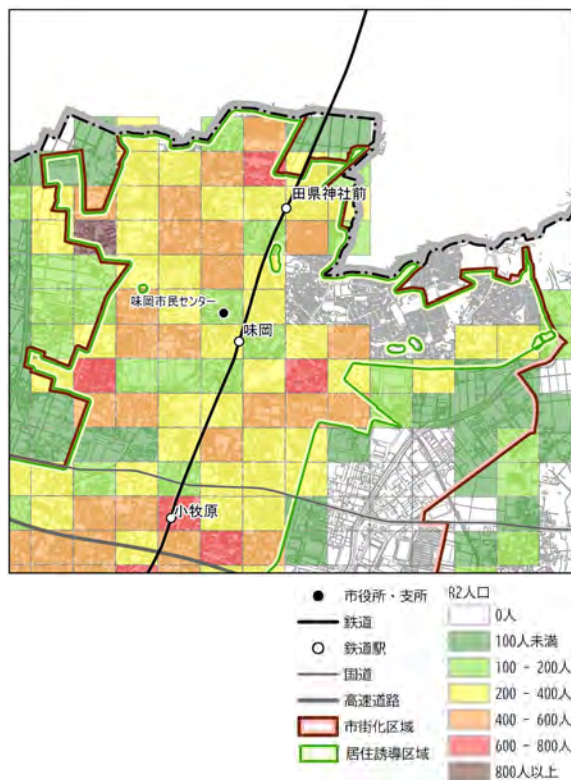 田県神社前
味岡市民センター
味岡
小牧原
市役所・支所
鉄道
鉄道駅
国道
高速道路
市街化区域
居住誘導区域
R2人口
0人
100人未満
100 - 200人
200 - 400人
400 - 600人
600 - 800人
800人以上